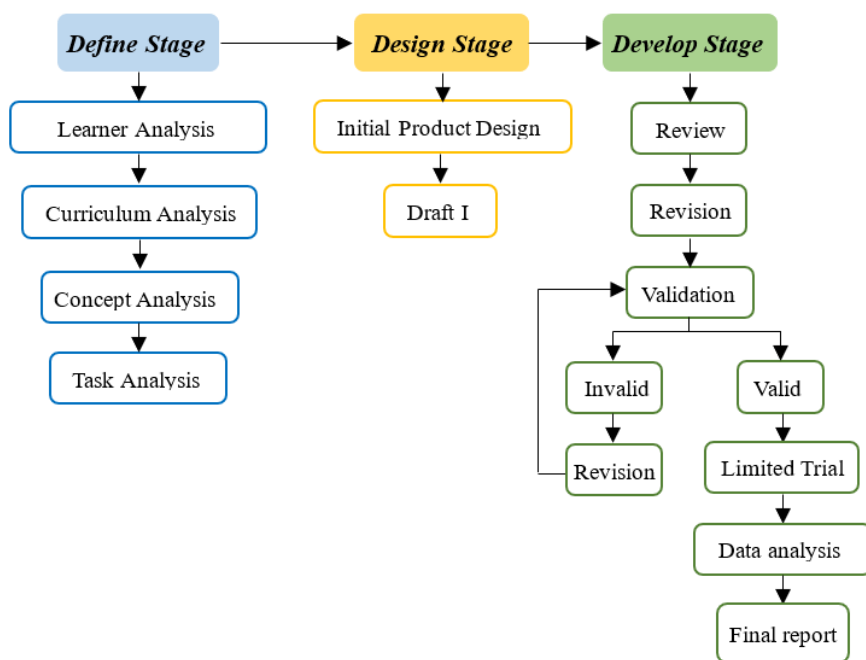 Define Stage
Design Stage
Develop Stage
Learner Analysis
Curriculum Analysis
Concept Analysis
Task Analysis
Initial Product Design
Draft I
Review
Revision
Validation
Invalid
Valid
Revision
Limited Trial
Data analysis
Final report